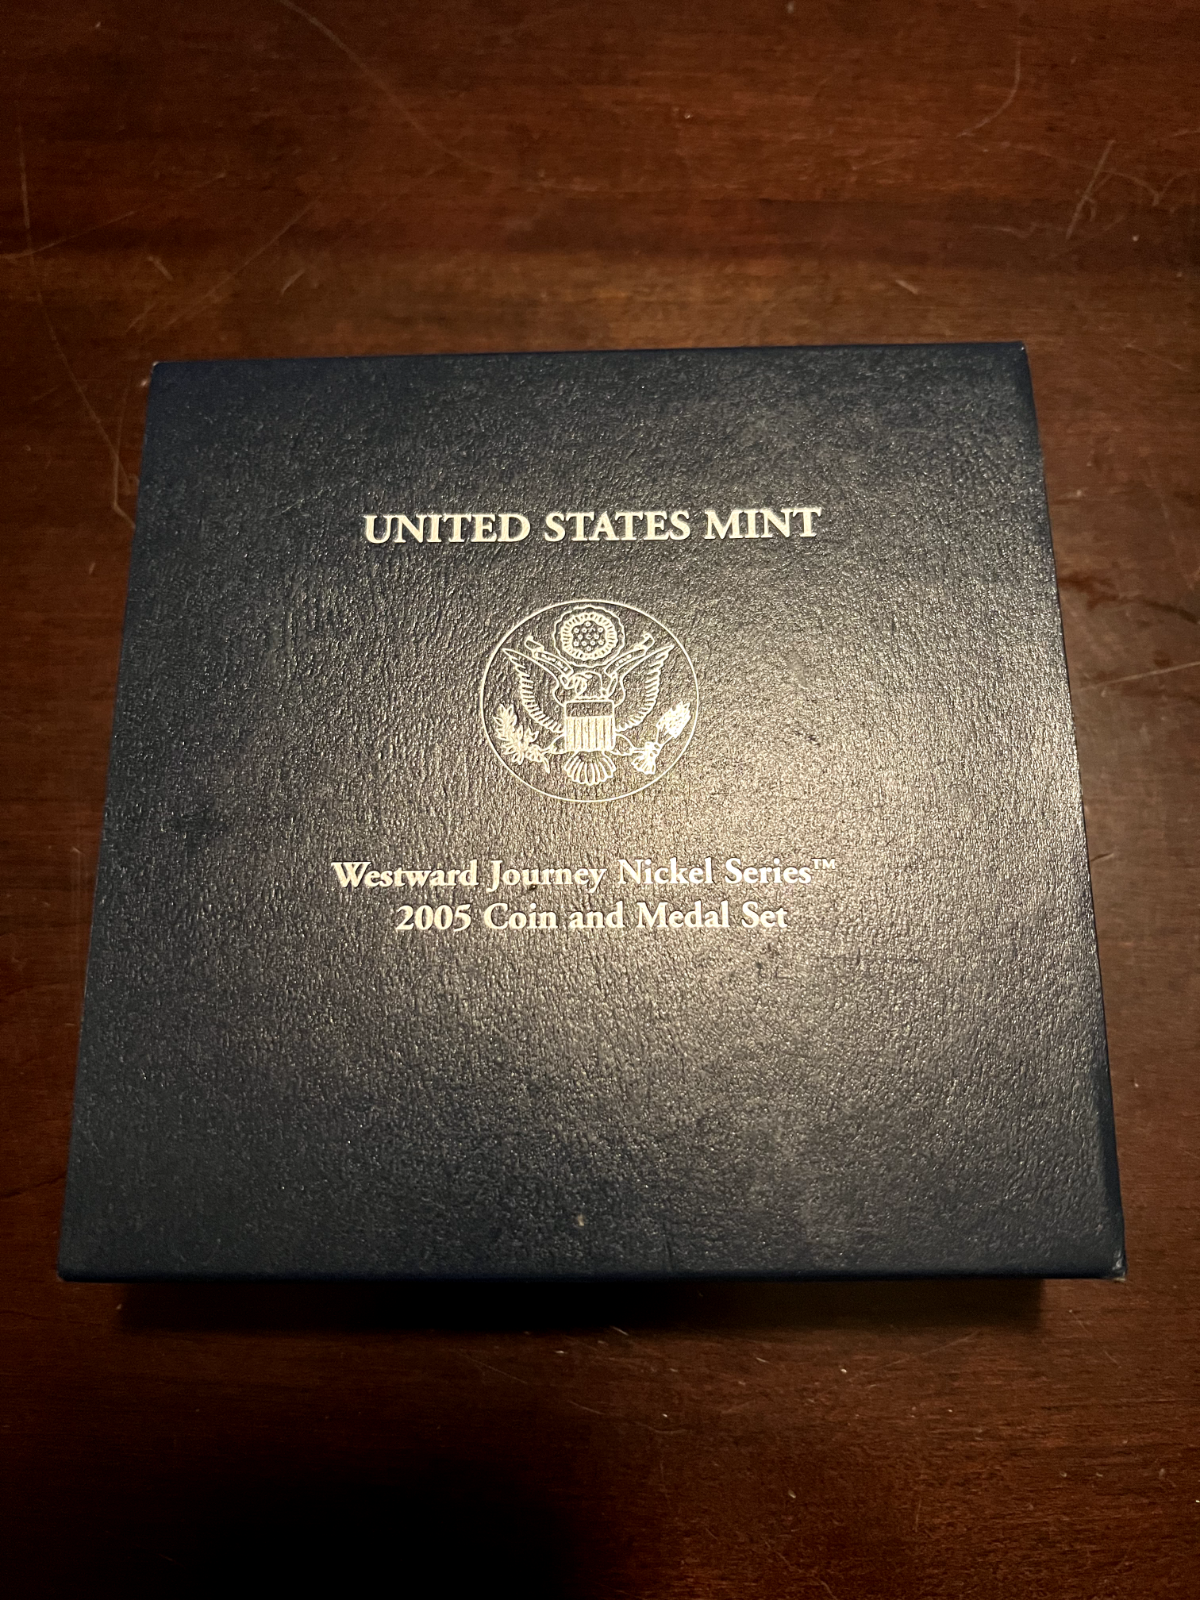 UNITED STATES MINT
Westward Journey Nickel Series™
2005 Coin and Medal Set